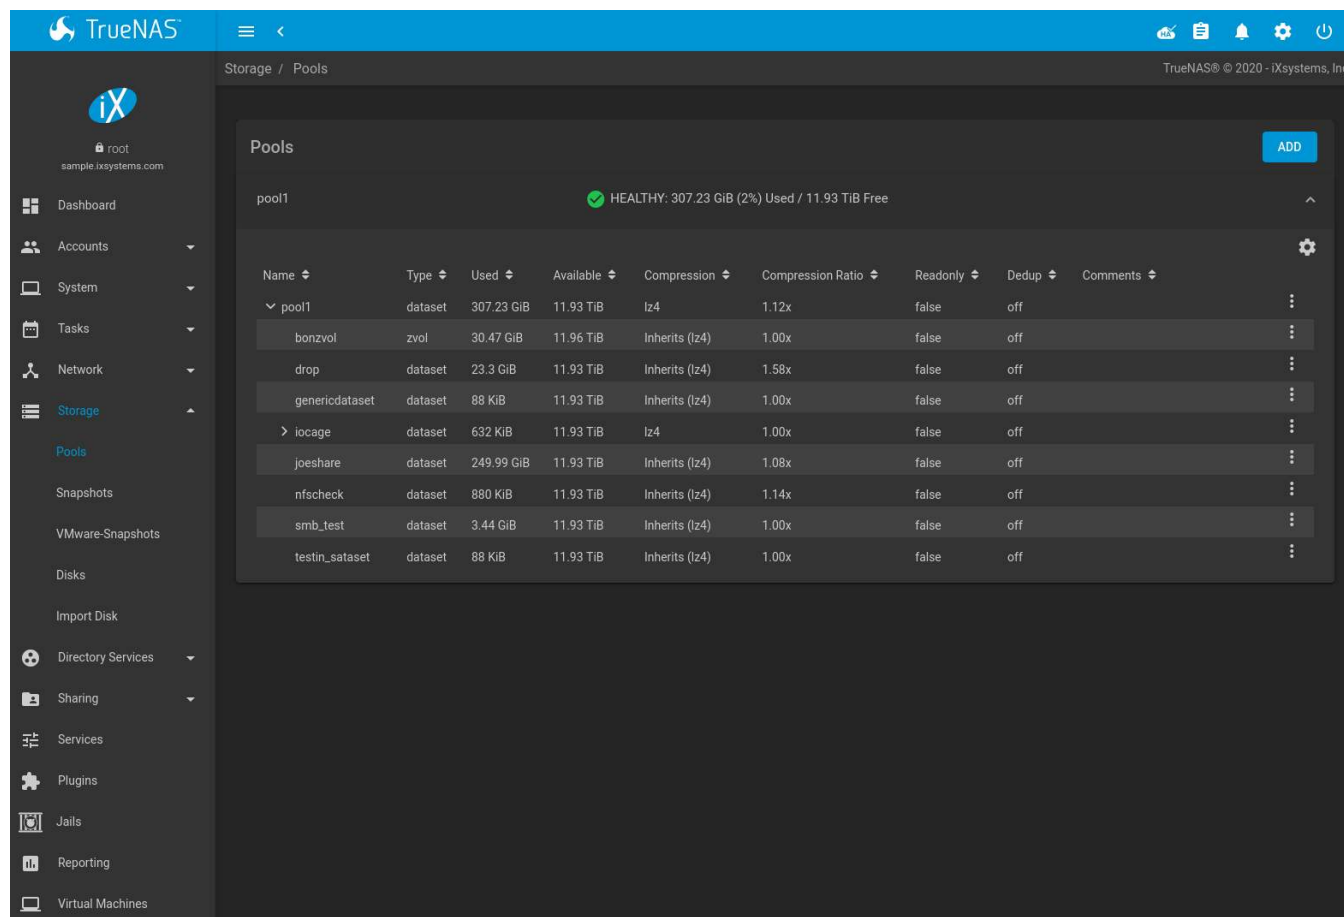 TrueNAS™
Storage / Pools
TrueNAS® © 2020 - iXsystems, Inc
iX
root
sample.ixsystems.com
Dashboard
Accounts
System
Tasks
Network
Storage
Pools
Snapshots
VMware-Snapshots
Disks
Import Disk
Directory Services
Sharing
Services
Plugins
Jails
Reporting
Virtual Machines
HA
Pools
ADD
pool1 HEALTHY: 307.23 GiB (2%) Used / 11.93 TiB Free
Name Type Used Available Compression Compression Ratio Readonly Dedup Comments
pool1 dataset 307.23 GiB 11.93 TiB lz4 1.12x false off
bonzvol zvol 30.47 GiB 11.96 TiB Inherits (lz4) 1.00x false off
drop dataset 23.3 GiB 11.93 TiB Inherits (lz4) 1.58x false off
genericdataset dataset 88 KiB 11.93 TiB Inherits (lz4) 1.00x false off
iocage dataset 632 KiB 11.93 TiB lz4 1.00x false off
joeshare dataset 249.99 GiB 11.93 TiB Inherits (lz4) 1.08x false off
nfscheck dataset 880 KiB 11.93 TiB Inherits (lz4) 1.14x false off
smb_test dataset 3.44 GiB 11.93 TiB Inherits (lz4) 1.00x false off
testin_sataset dataset 88 KiB 11.93 TiB Inherits (lz4) 1.00x false off